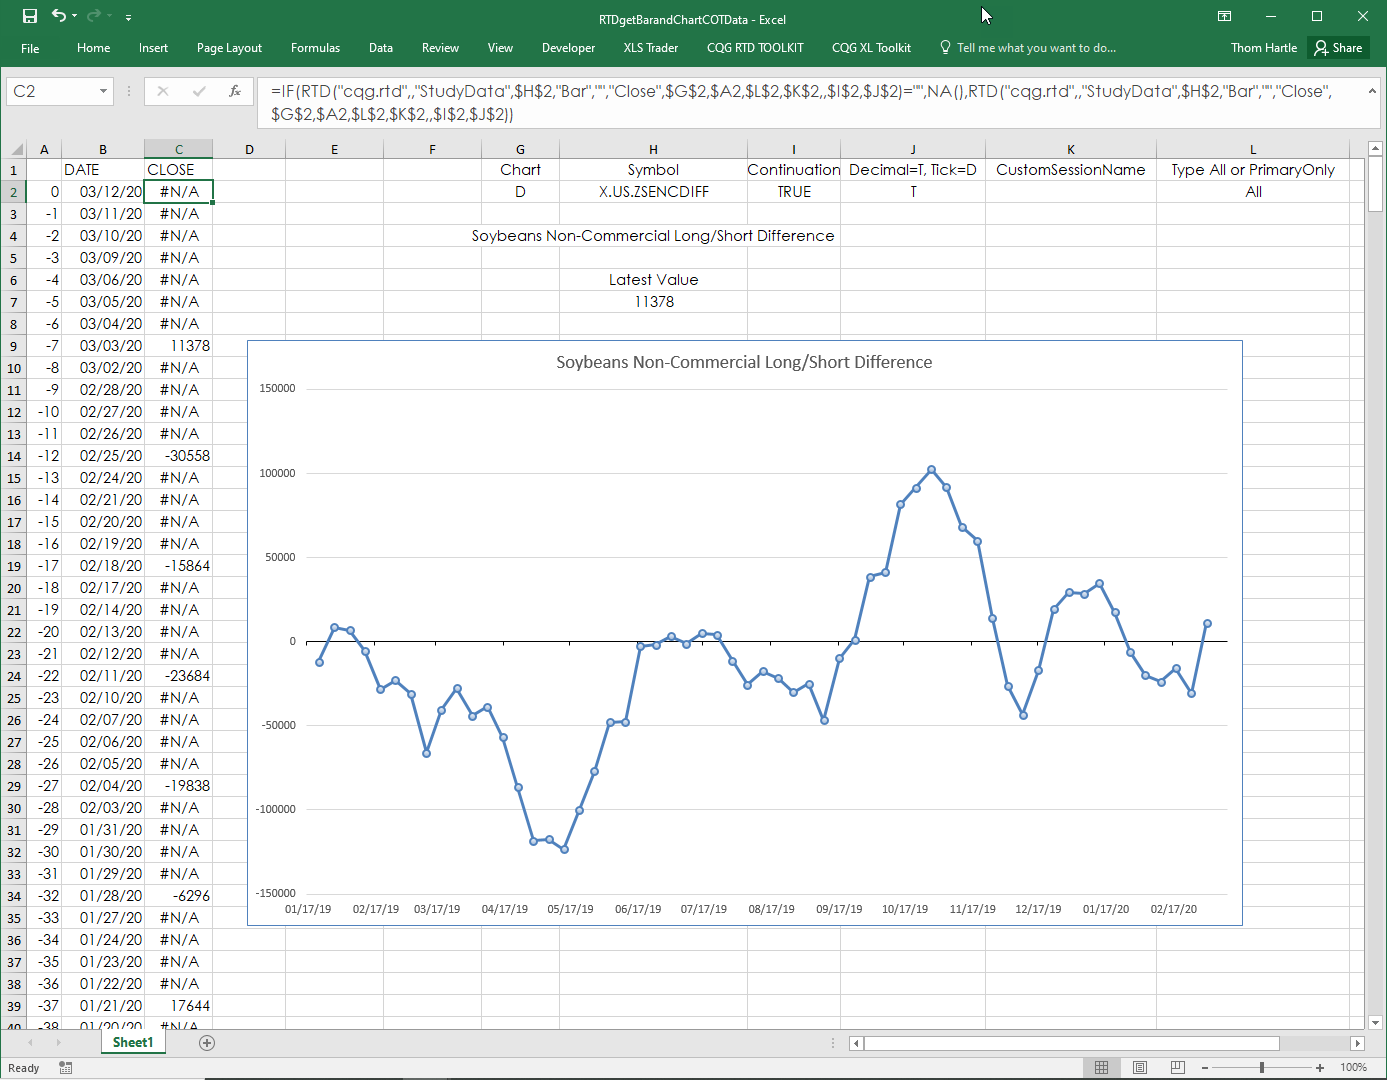 RTDgetBarandChartCOTData - Excel
File Home Insert Page Layout Formulas Data Review View Developer XLS Trader CQG RTD TOOLKIT CQG XL Toolkit Tell me what you want to do... Thom Hartle Share
C2 fx =IF(RTD("cqg.rtd",,"StudyData",$H$2,"Bar","","Close",$G$2,$A2,$L$2,$K$2,,$I$2,$J$2)="",NA(),RTD("cqg.rtd",,"StudyData",$H$2,"Bar","","Close",
$G$2,$A2,$L$2,$K$2,,$I$2,$J$2))
A B C D E F G H I J K L
1 DATE CLOSE Chart Symbol Continuation Decimal=T, Tick=D CustomSessionName Type All or PrimaryOnly
2 0 03/12/20 #N/A D X.US.ZSENCDIFF TRUE T All
3 -1 03/11/20 #N/A
4 -2 03/10/20 #N/A Soybeans Non-Commercial Long/Short Difference
5 -3 03/09/20 #N/A
6 -4 03/06/20 #N/A Latest Value
7 -5 03/05/20 #N/A 11378
8 -6 03/04/20 #N/A
9 -7 03/03/20 11378
10 -8 03/02/20 #N/A
11 -9 02/28/20 #N/A
12 -10 02/27/20 #N/A
13 -11 02/26/20 #N/A
14 -12 02/25/20 -30558
15 -13 02/24/20 #N/A
16 -14 02/21/20 #N/A
17 -15 02/20/20 #N/A
18 -16 02/19/20 #N/A
19 -17 02/18/20 -15864
20 -18 02/17/20 #N/A
21 -19 02/14/20 #N/A
22 -20 02/13/20 #N/A
23 -21 02/12/20 #N/A
24 -22 02/11/20 -23684
25 -23 02/10/20 #N/A
26 -24 02/07/20 #N/A
27 -25 02/06/20 #N/A
28 -26 02/05/20 #N/A
29 -27 02/04/20 -19838
30 -28 02/03/20 #N/A
31 -29 01/31/20 #N/A
32 -30 01/30/20 #N/A
33 -31 01/29/20 #N/A
34 -32 01/28/20 -6296
35 -33 01/27/20 #N/A
36 -34 01/24/20 #N/A
37 -35 01/23/20 #N/A
38 -36 01/22/20 #N/A
39 -37 01/21/20 17644
40 -38 01/20/20 #N/A
Soybeans Non-Commercial Long/Short Difference
150000
100000
50000
0
-50000
-100000
-150000
01/17/19 02/17/19 03/17/19 04/17/19 05/17/19 06/17/19 07/17/19 08/17/19 09/17/19 10/17/19 11/17/19 12/17/19 01/17/20 02/17/20
Sheet1
Ready 100%